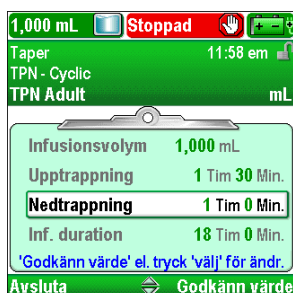 1,000 mL Stoppad
Taper 11:58 em
TPN - Cyclic
TPN Adult mL
Infusionsvolym 1,000 mL
Upptrappning 1 Tim 30 Min.
Nedtrappning 1 Tim 0 Min.
Inf. duration 18 Tim 0 Min.
'Godkänn värde' el. tryck 'välj' för ändr.
Avsluta Godkänn värde